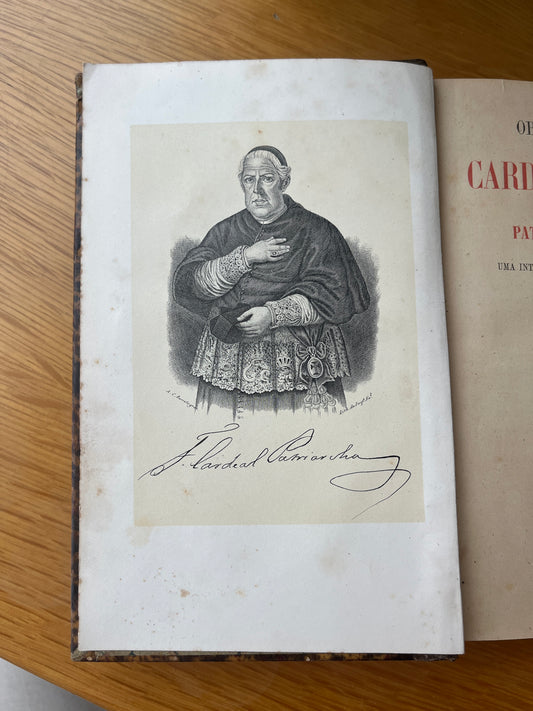 F. Cardeal Patriarcha
OB
CARD
PAT
UMA INT